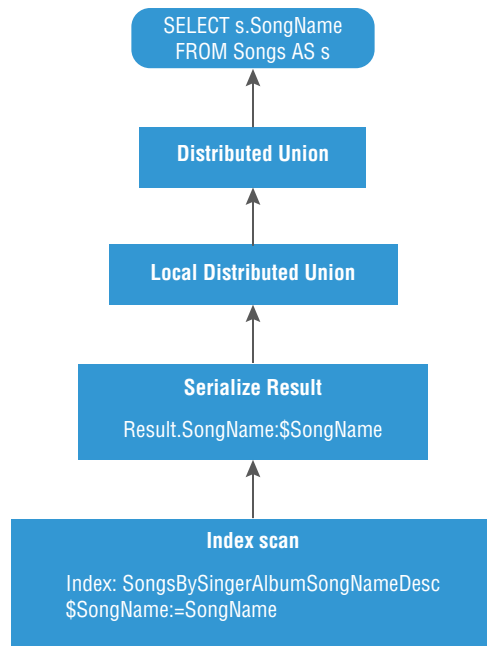 SELECT s.SongName
FROM Songs AS s
Distributed Union
Local Distributed Union
Serialize Result
Result.SongName:$SongName
Index scan
Index: SongsBySingerAlbumSongNameDesc
$SongName:=SongName